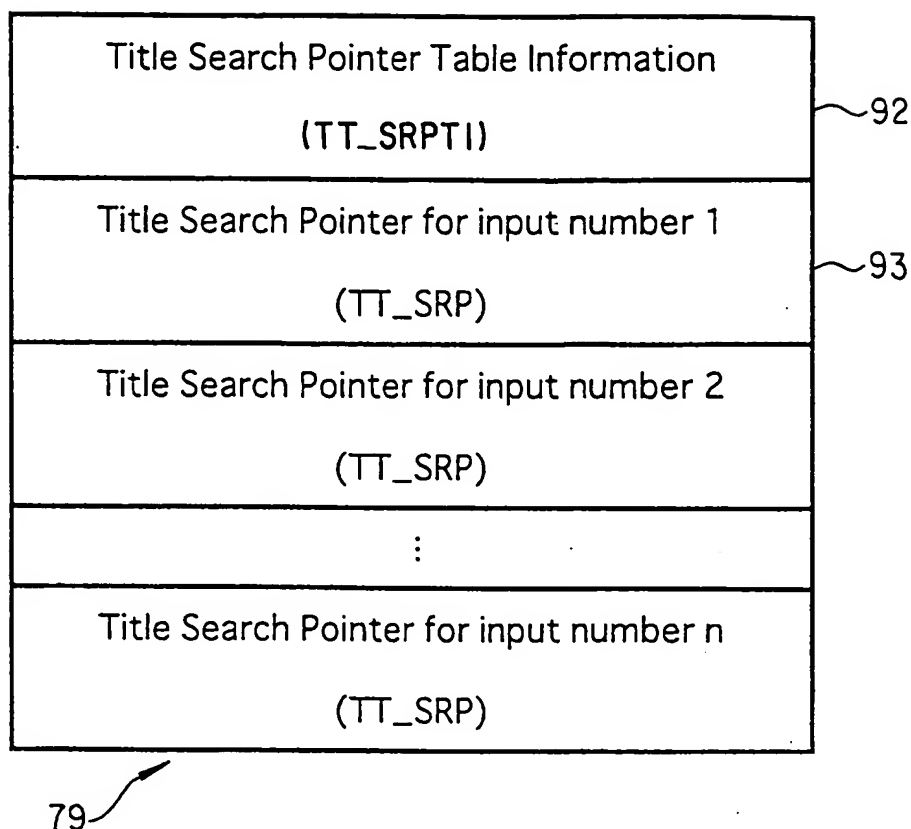 Title Search Pointer Table Information
(TT_SRPTI)
92
Title Search Pointer for input number 1
(TT_SRP)
93
Title Search Pointer for input number 2
(TT_SRP)
⋮
Title Search Pointer for input number n
(TT_SRP)
79